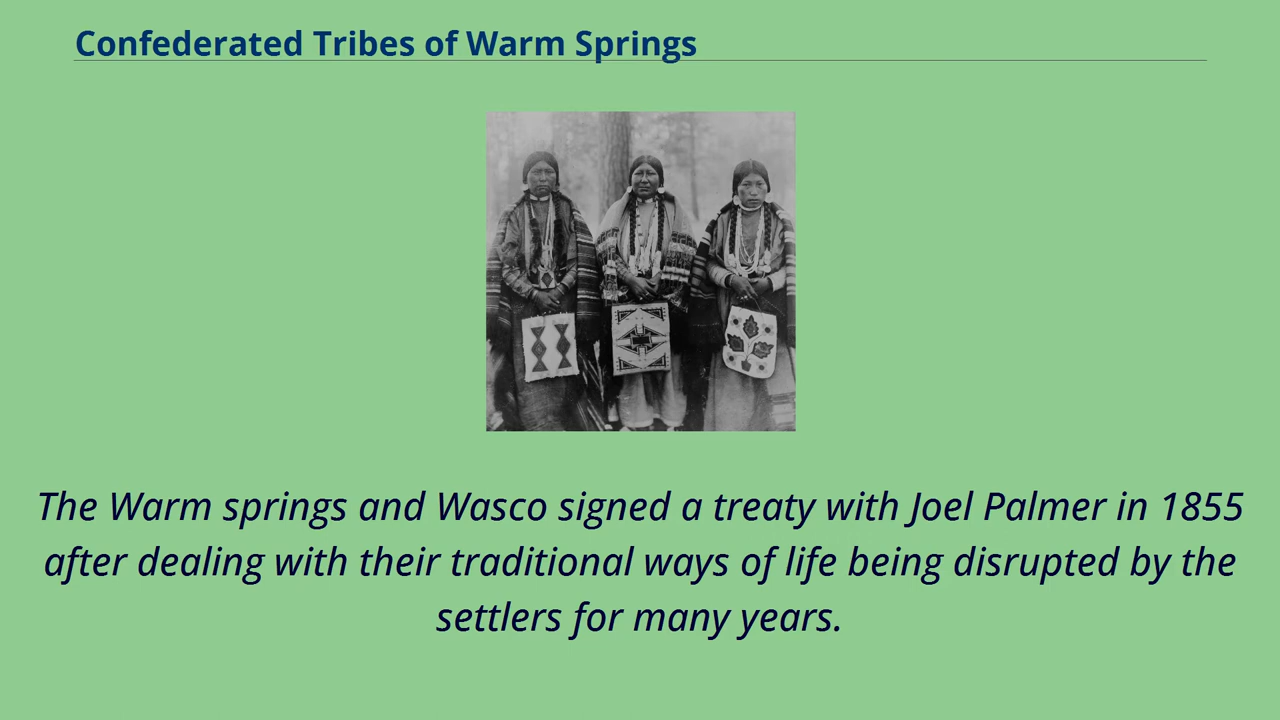 Confederated Tribes of Warm Springs
The Warm springs and Wasco signed a treaty with Joel Palmer in 1855
after dealing with their traditional ways of life being disrupted by the
settlers for many years.